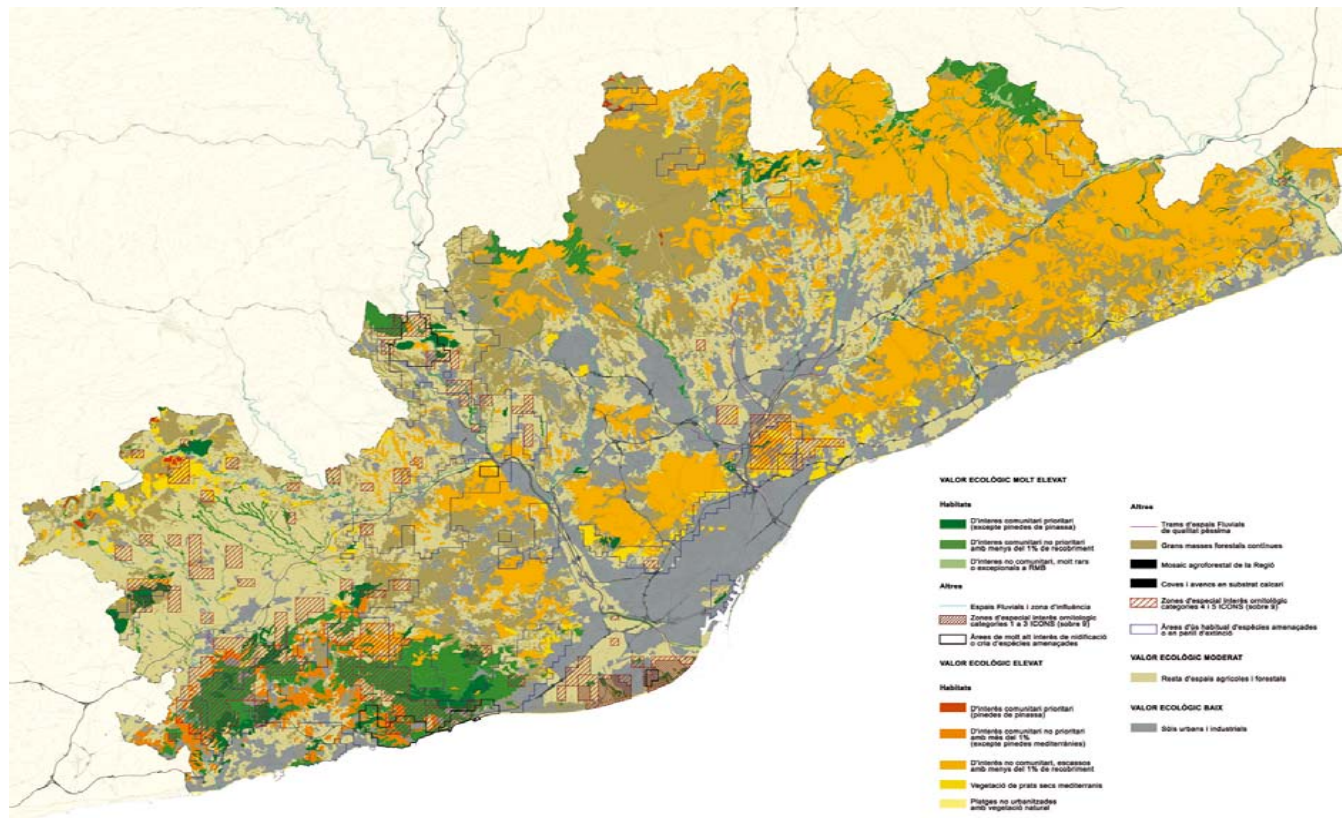 VALOR ECOLÒGIC MOLT ELEVAT
Habitats
D'interes comunitari prioritari
(excepte pinedes de pinassa)
D'interes comunitari no prioritari
amb menys del 1% de recobriment
D'interès no comunitari, molt rars
o excepcionals a RMB
Altres
Espais Fluvials i zona d'influència
Zones d'especial interès ornitologic
categories 1 a 3 ICONS (sobre 9)
Àrees de molt alt interès de nidificació
o cria d'espècies amenaçades
VALOR ECOLÒGIC ELEVAT
Habitats
D'interès comunitari prioritari
(pinedes de pinassa)
D'interès comunitari no prioritari
amb més del 1%
(excepte pinedes mediterrànies)
D'interès no comunitari, escassos
amb menys del 1% de recobriment
Vegetació de prats secs mediterranis
Platges no urbanitzades
amb vegetació natural
Altres
Trams d'espais Fluvials
de qualitat pèssima
Grans masses forestals contínues
Mosaic agroforestal de la Regió
Coves i avencs en substrat calcari
Zones d'especial interès ornitològic
categories 4 i 5 ICONS (sobre 9)
Àrees d'ús habitual d'espècies amenaçades
o en perill d'extinció
VALOR ECOLÒGIC MODERAT
Resta d'espais agrícoles i forestals
VALOR ECOLÒGIC BAIX
Sòls urbans i industrials